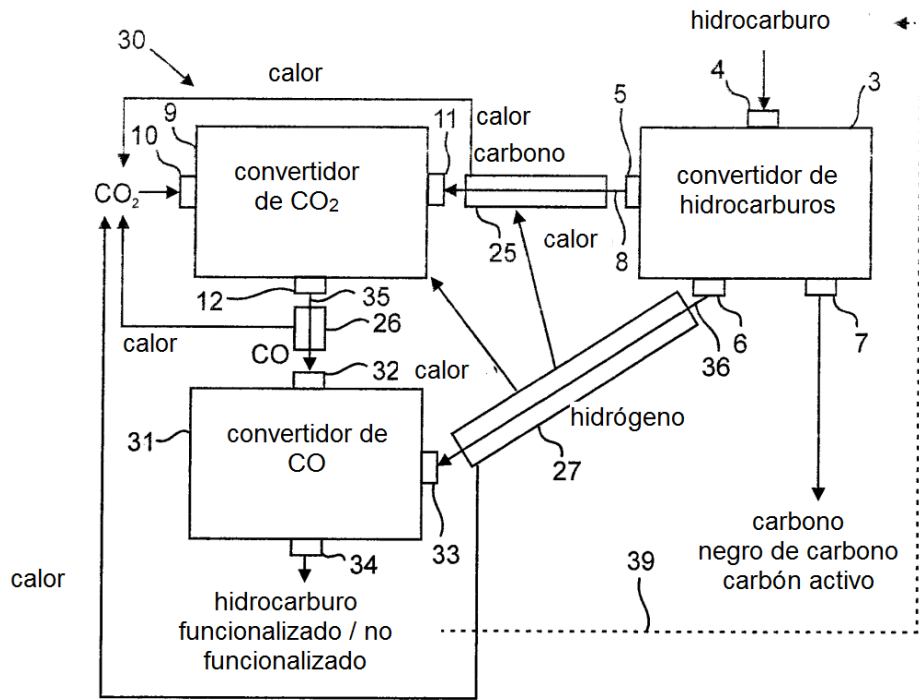 hidrocarburo
30
calor
4
3
9
11
5
calor
10
carbono
convertidor
de CO₂
convertidor de
hidrocarburos
CO₂
25
calor
8
12
35
6
7
26
36
calor
CO
32
calor
hidrógeno
31
convertidor de
CO
27
33
34
carbono
negro de carbono
carbón activo
calor
39
hidrocarburo
funcionalizado / no
funcionalizado